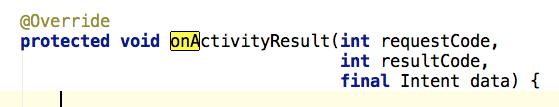 @Override
protected void onActivityResult(int requestCode,
int resultCode,
final Intent data) {